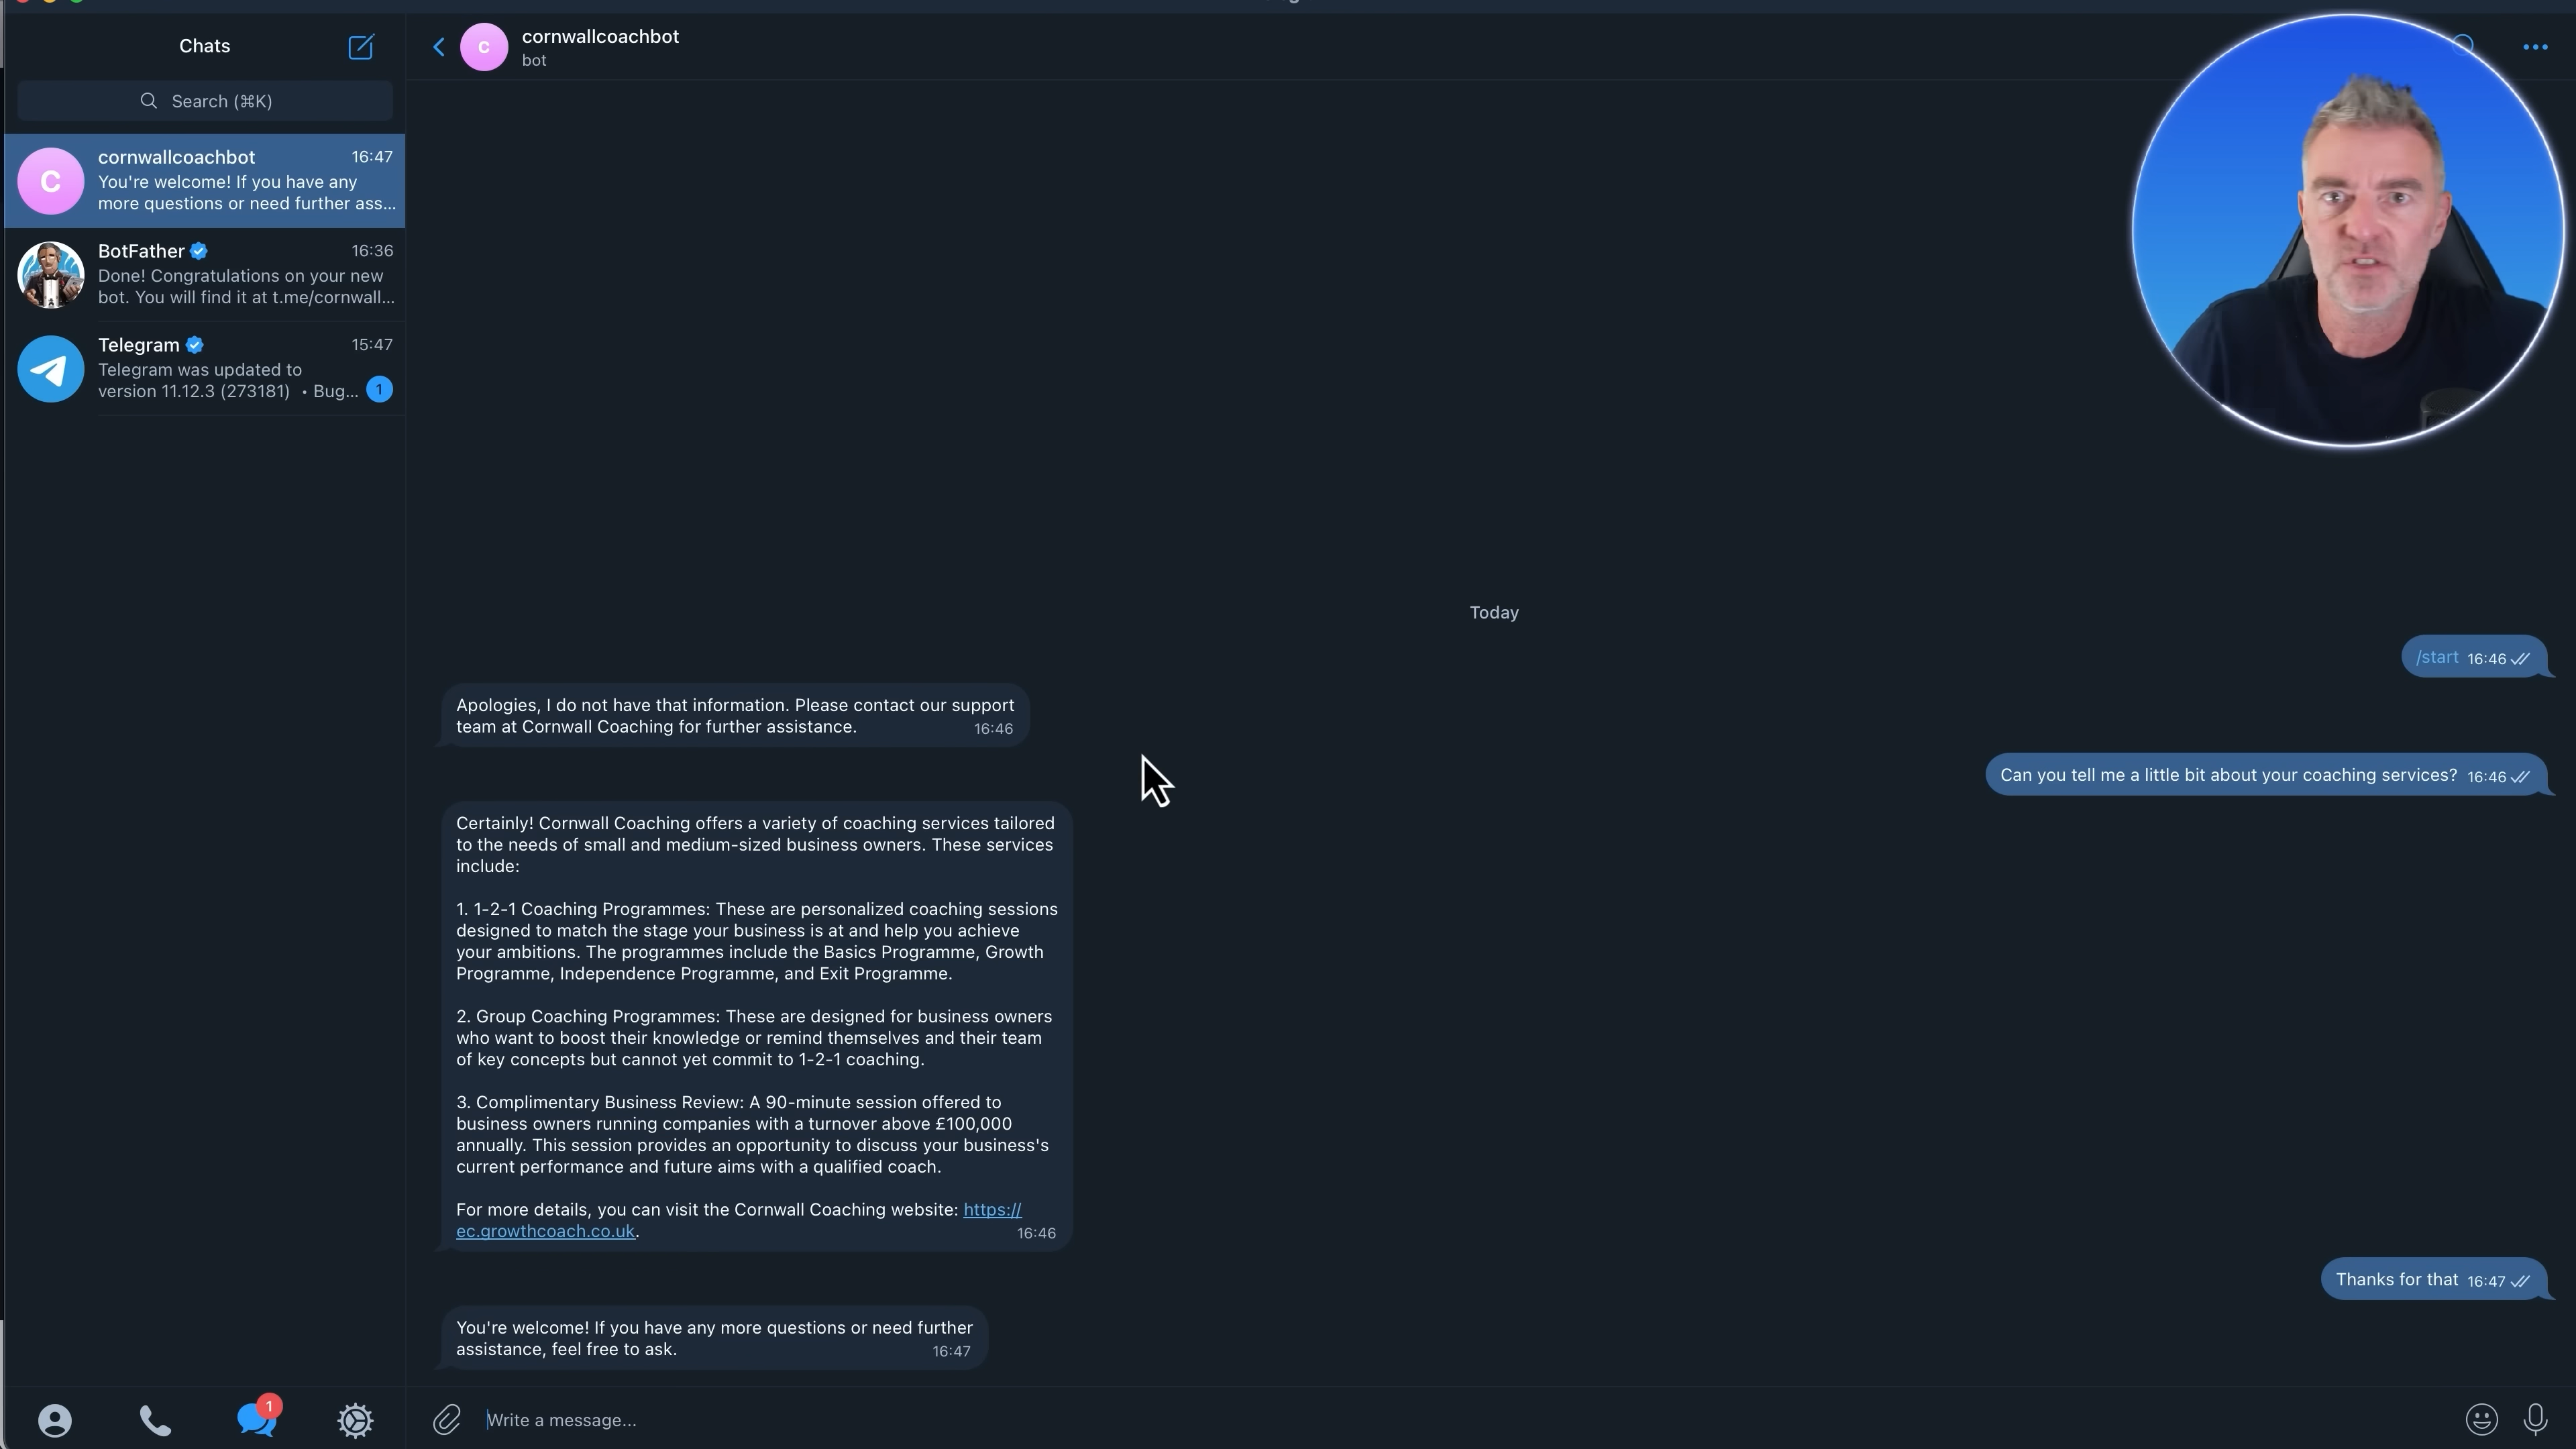 Chats
Search (⌘K)
cornwallcoachbot
16:47
You're welcome! If you have any
more questions or need further ass...
BotFather
16:36
Done! Congratulations on your new
bot. You will find it at t.me/cornwall...
Telegram
15:47
Telegram was updated to
version 11.12.3 (273181) • Bug...
1
1
C
C
cornwallcoachbot
bot
Today
/start 16:46
Apologies, I do not have that information. Please contact our support
team at Cornwall Coaching for further assistance. 16:46
Can you tell me a little bit about your coaching services? 16:46
Certainly! Cornwall Coaching offers a variety of coaching services tailored
to the needs of small and medium-sized business owners. These services
include:
1. 1-2-1 Coaching Programmes: These are personalized coaching sessions
designed to match the stage your business is at and help you achieve
your ambitions. The programmes include the Basics Programme, Growth
Programme, Independence Programme, and Exit Programme.
2. Group Coaching Programmes: These are designed for business owners
who want to boost their knowledge or remind themselves and their team
of key concepts but cannot yet commit to 1-2-1 coaching.
3. Complimentary Business Review: A 90-minute session offered to
business owners running companies with a turnover above £100,000
annually. This session provides an opportunity to discuss your business's
current performance and future aims with a qualified coach.
For more details, you can visit the Cornwall Coaching website: https://
ec.growthcoach.co.uk. 16:46
Thanks for that 16:47
You're welcome! If you have any more questions or need further
assistance, feel free to ask. 16:47
Write a message...